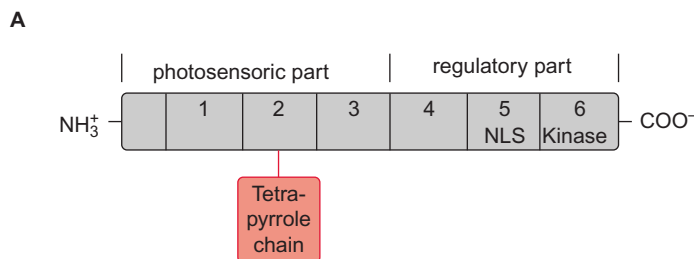 A
photosensoric part
regulatory part
NH₃⁺
1
2
3
4
5
NLS
6
Kinase
COO⁻
Tetra-
pyrrole
chain